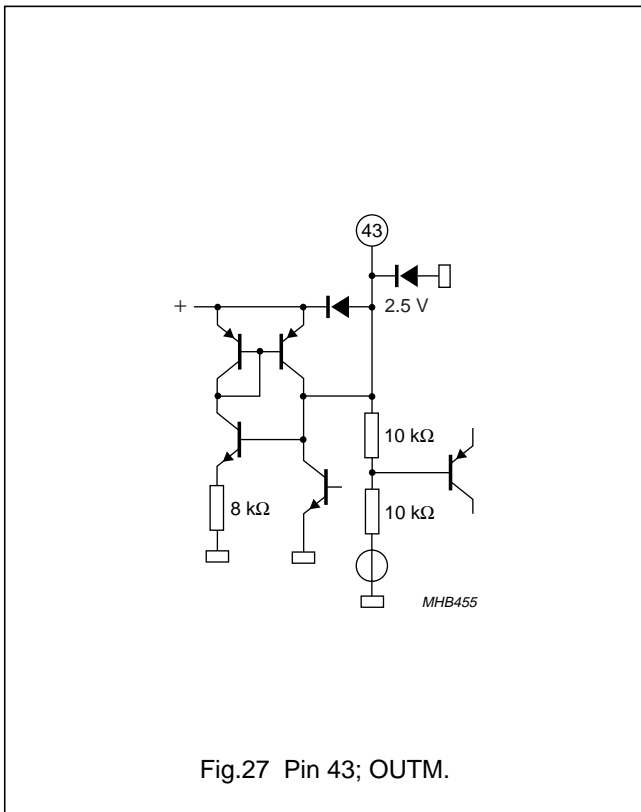 43
+
2.5 V
10 kΩ
8 kΩ
10 kΩ
MHB455
Fig.27 Pin 43; OUTM.